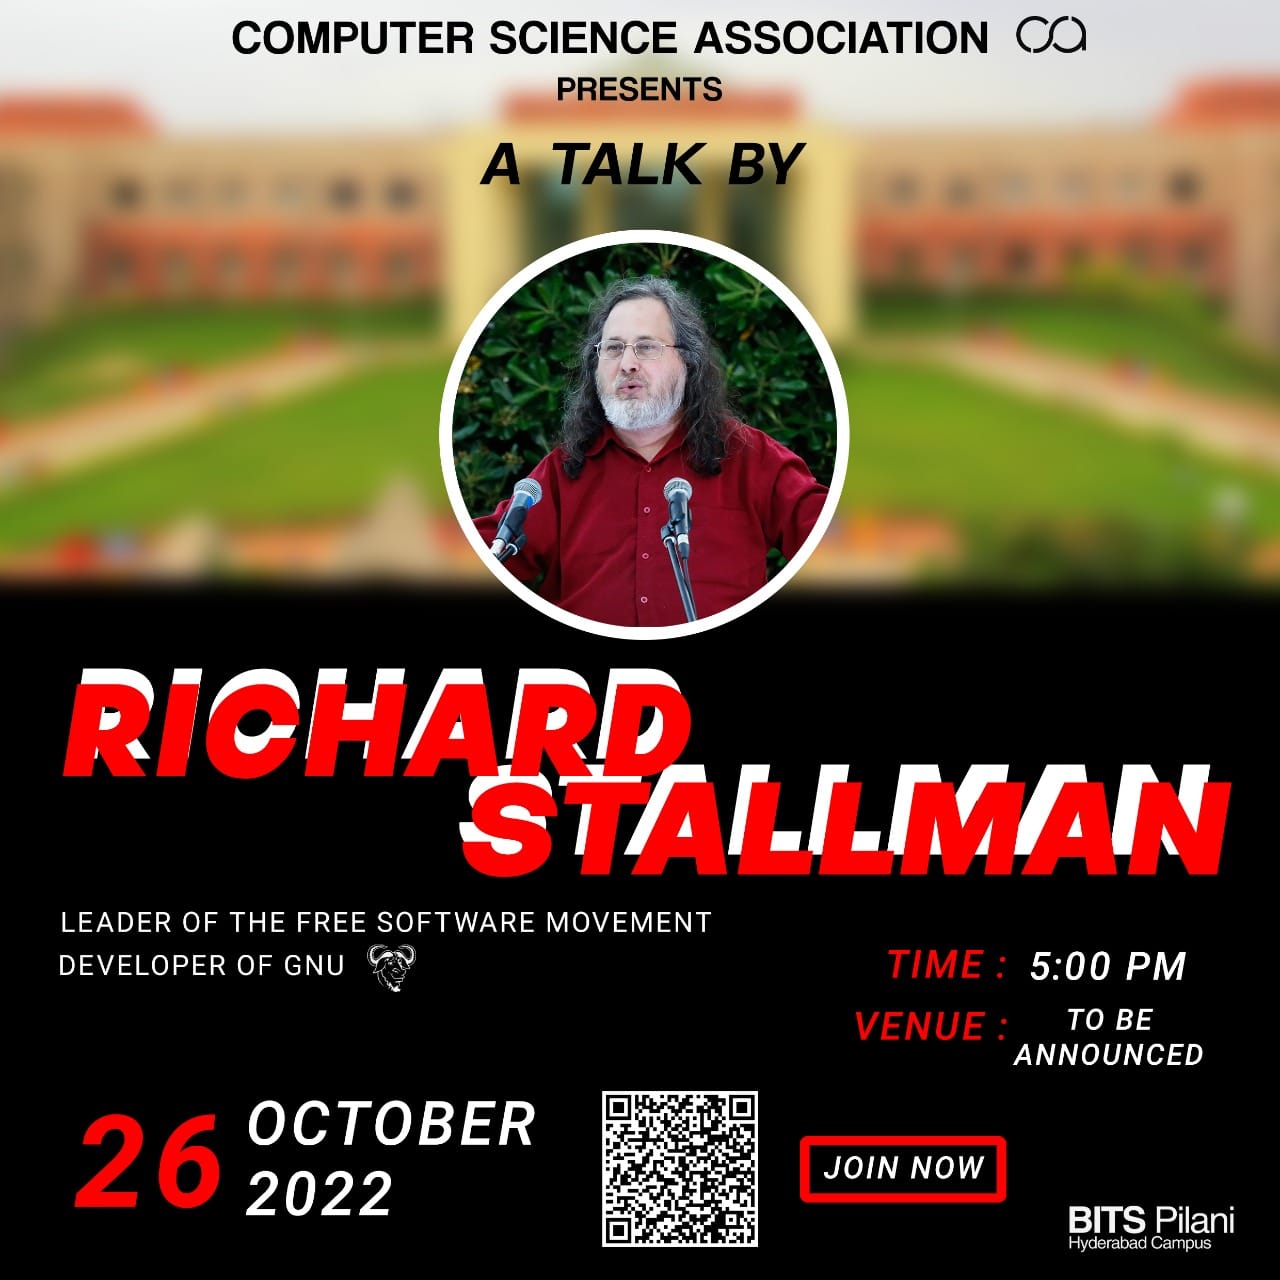 COMPUTER SCIENCE ASSOCIATION
PRESENTS
A TALK BY
RICHARD
STALLMAN
LEADER OF THE FREE SOFTWARE MOVEMENT
DEVELOPER OF GNU
TIME : 5:00 PM
VENUE : TO BE
ANNOUNCED
26 OCTOBER
2022
JOIN NOW
BITS Pilani
Hyderabad Campus